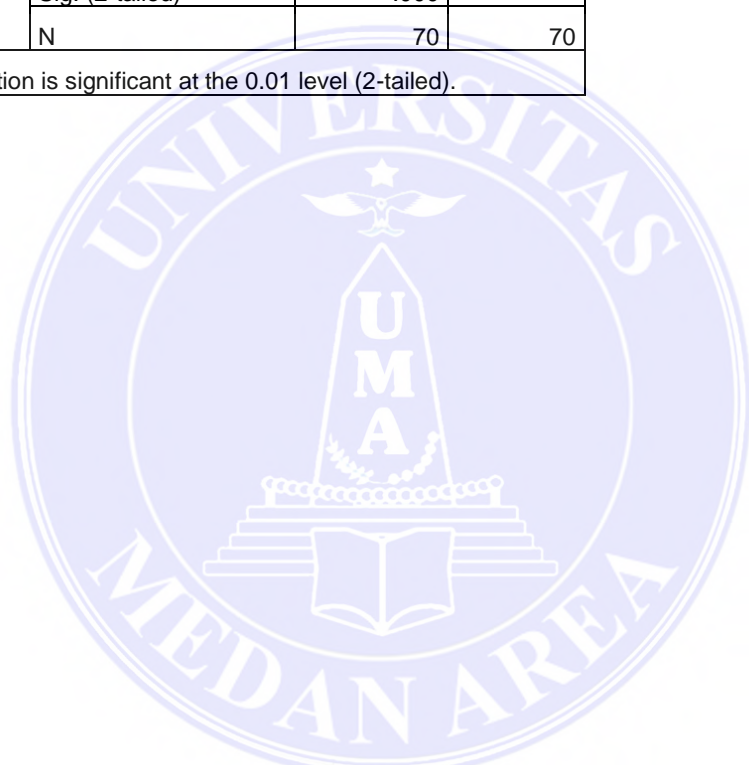 N 70 70
tion is significant at the 0.01 level (2-tailed).
UNIVERSITAS
U
M
A
MEDAN AREA